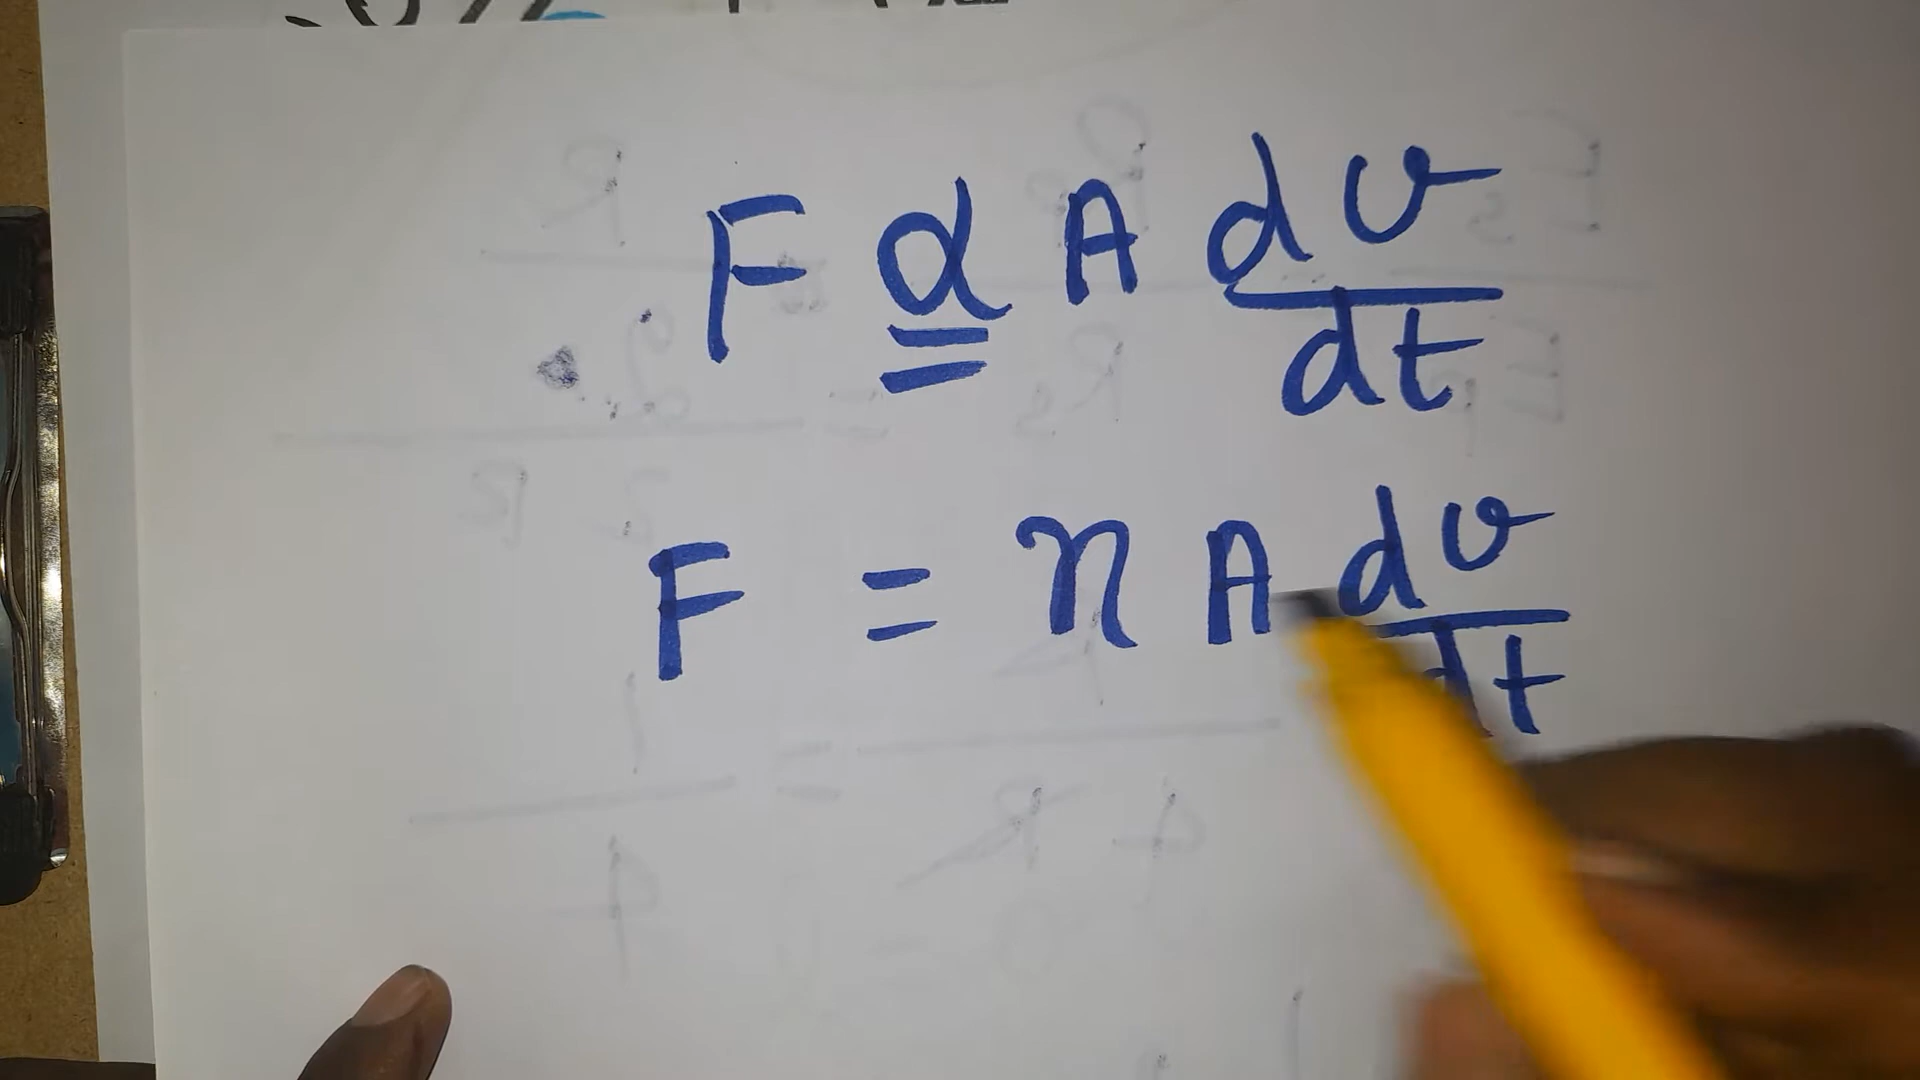 F α A dv/dt
F = η A dv/dt